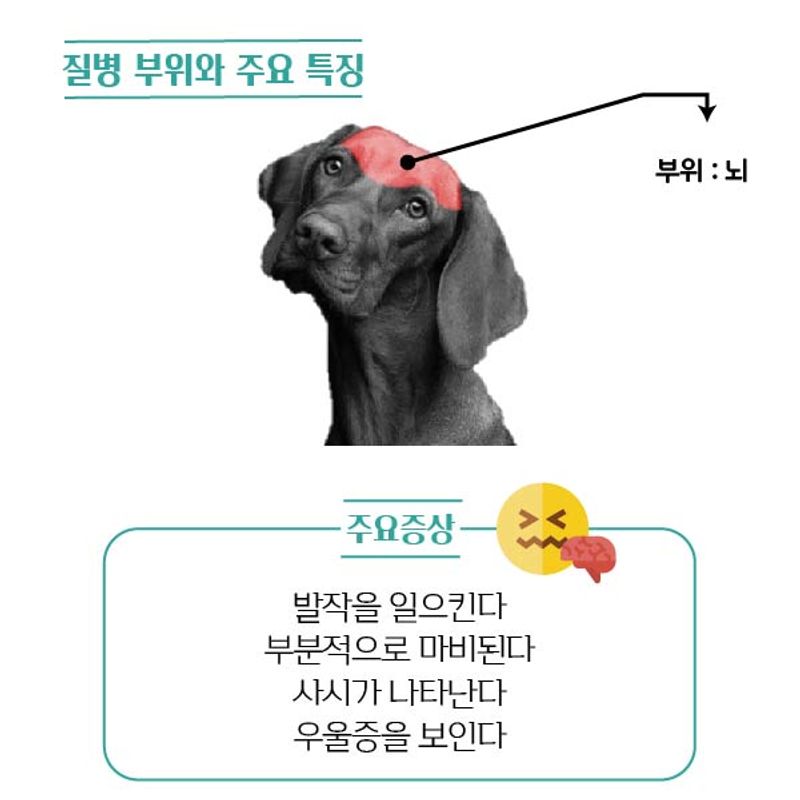 질병 부위와 주요 특징
부위 : 뇌
주요증상
발작을 일으킨다
부분적으로 마비된다
사시가 나타난다
우울증을 보인다